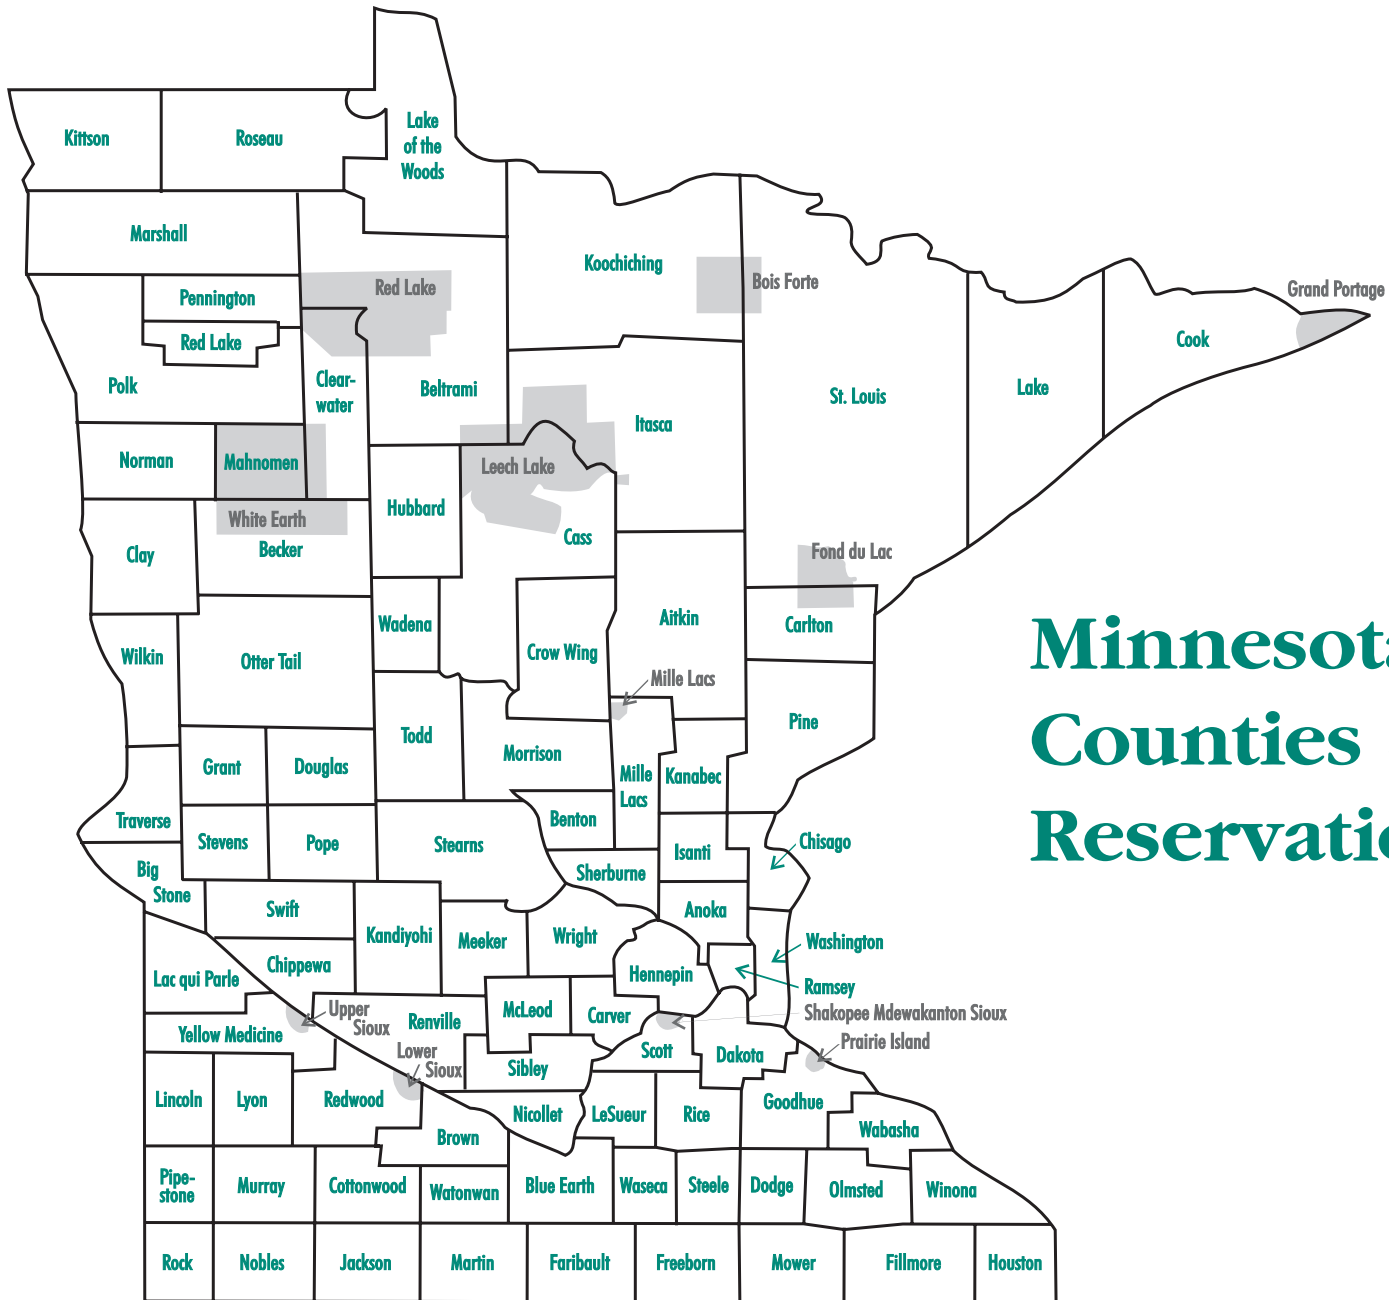 Lake
of the
Woods
Kittson
Roseau
Marshall
Koochiching
Bois Forte
Red Lake
Grand Portage
Pennington
Red Lake
Cook
Polk
Clear-
water
Beltrami
St. Louis
Lake
Itasca
Norman
Mahnomen
Leech Lake
Hubbard
White Earth
Cass
Clay
Becker
Fond du Lac
Wadena
Aitkin
Carlton
Wilkin
Otter Tail
Crow Wing
Mille Lacs
Pine
Todd
Morrison
Grant
Douglas
Mille
Lacs
Kanabec
Traverse
Stevens
Pope
Stearns
Benton
Isanti
Chisago
Big
Stone
Sherburne
Swift
Anoka
Kandiyohi
Meeker
Wright
Washington
Lac qui Parle
Chippewa
Hennepin
Ramsey
Upper
Sioux
Renville
McLeod
Carver
Shakopee Mdewakanton Sioux
Yellow Medicine
Lower
Sioux
Sibley
Scott
Dakota
Prairie Island
Lincoln
Lyon
Redwood
Nicollet
LeSueur
Rice
Goodhue
Brown
Wabasha
Pipe-
stone
Murray
Cottonwood
Watonwan
Blue Earth
Waseca
Steele
Dodge
Olmsted
Winona
Rock
Nobles
Jackson
Martin
Faribault
Freeborn
Mower
Fillmore
Houston
Minnesota
Counties
Reservatio